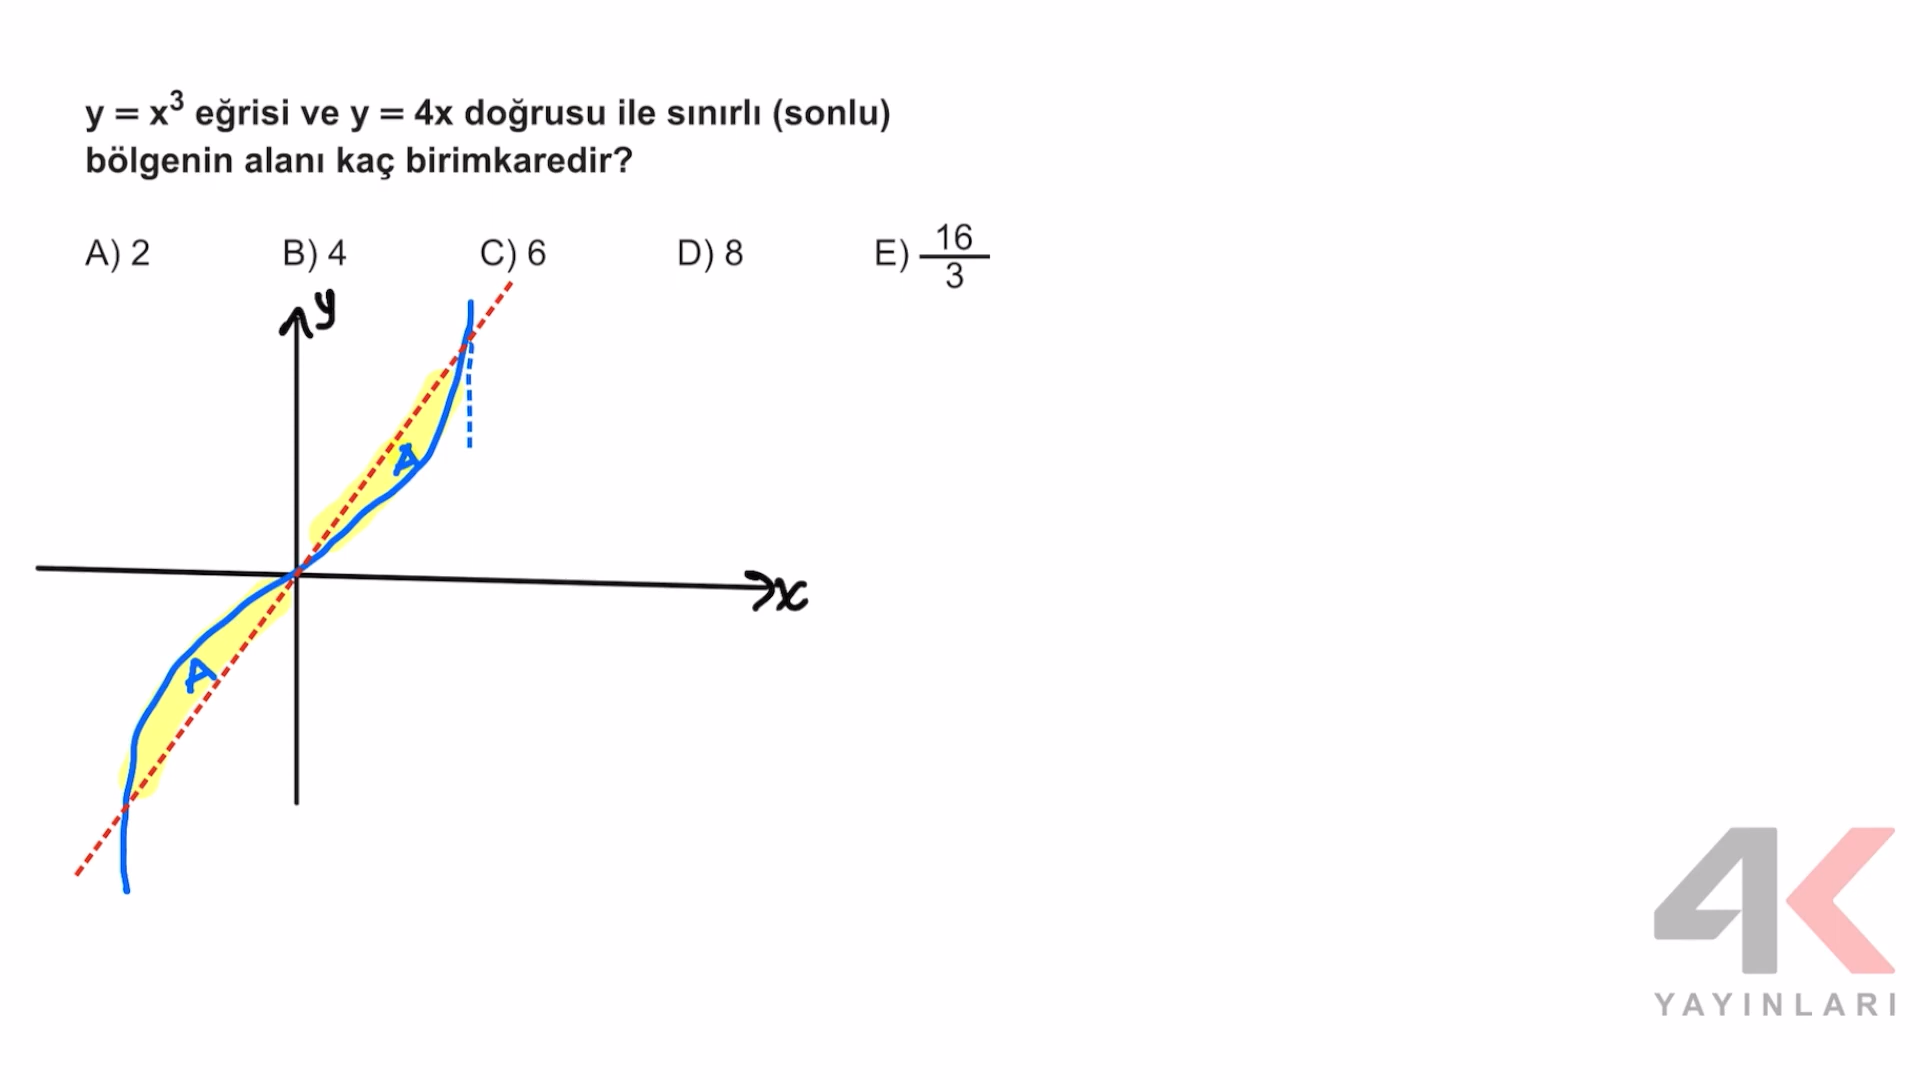 y = x³ eğrisi ve y = 4x doğrusu ile sınırlı (sonlu)
bölgenin alanı kaç birimkaredir?
A) 2 B) 4 C) 6 D) 8 E) 16/3
y
A
x
A
4K
YAYINLARI